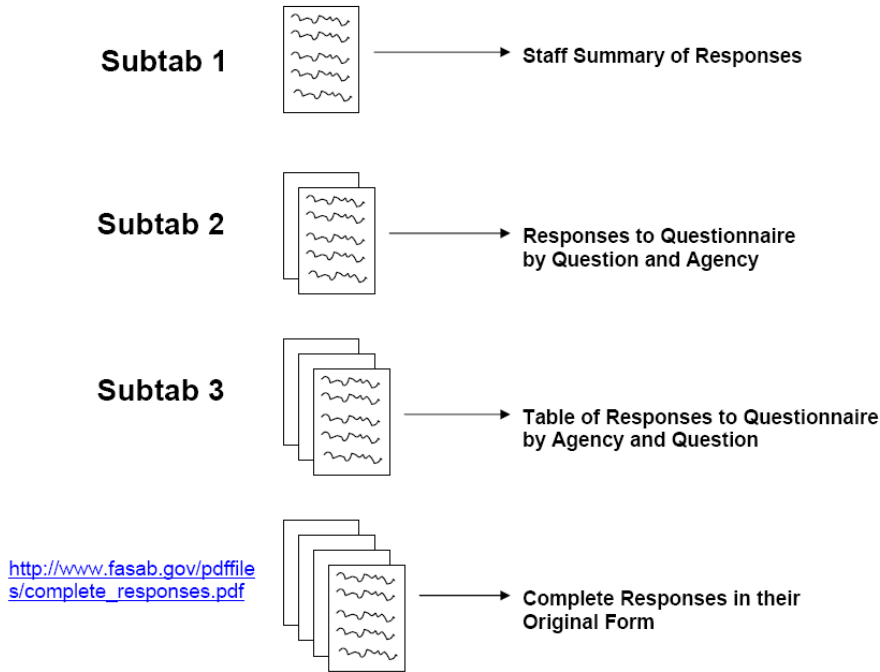 Subtab 1
Staff Summary of Responses
Subtab 2
Responses to Questionnaire
by Question and Agency
Subtab 3
Table of Responses to Questionnaire
by Agency and Question
http://www.fasab.gov/pdffile
s/complete_responses.pdf
Complete Responses in their
Original Form